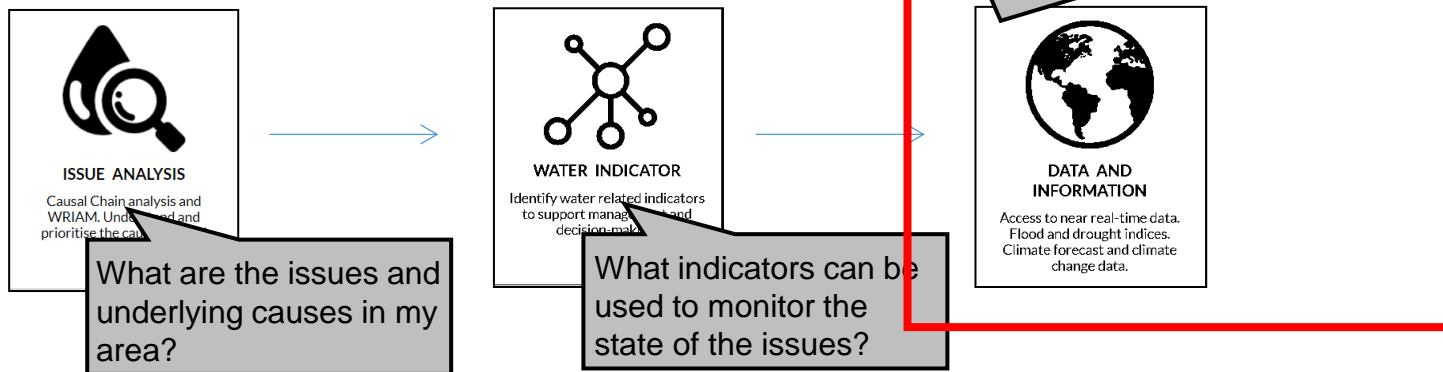 ISSUE ANALYSIS
Causal Chain analysis and
WRIAM. and
prioritise the
What are the issues and
underlying causes in my
area?
WATER INDICATOR
Identify water related indicators
to support and
What indicators can be
used to monitor the
state of the issues?
DATA AND
INFORMATION
Access to near real-time data.
Flood and drought indices.
Climate forecast and climate
change data.